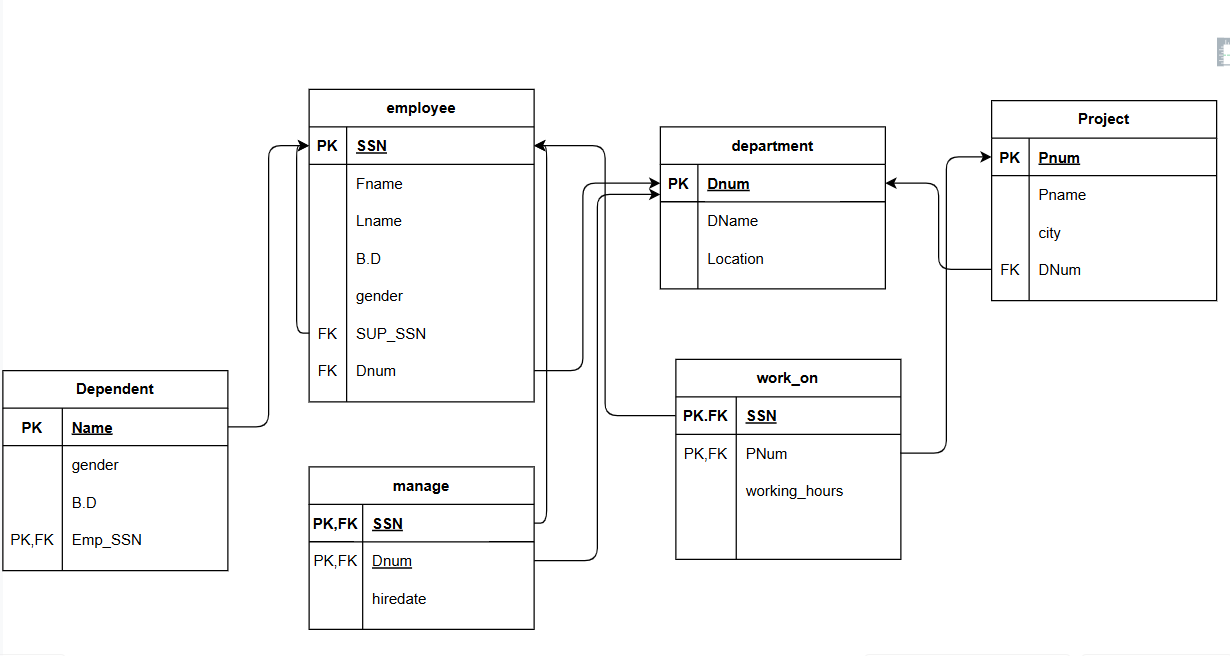 employee
PK SSN
Fname
Lname
B.D
gender
FK SUP_SSN
FK Dnum
department
PK Dnum
DName
Location
Project
PK Pnum
Pname
city
FK DNum
Dependent
PK Name
gender
B.D
PK,FK Emp_SSN
manage
PK,FK SSN
PK,FK Dnum
hiredate
work_on
PK.FK SSN
PK,FK PNum
working_hours